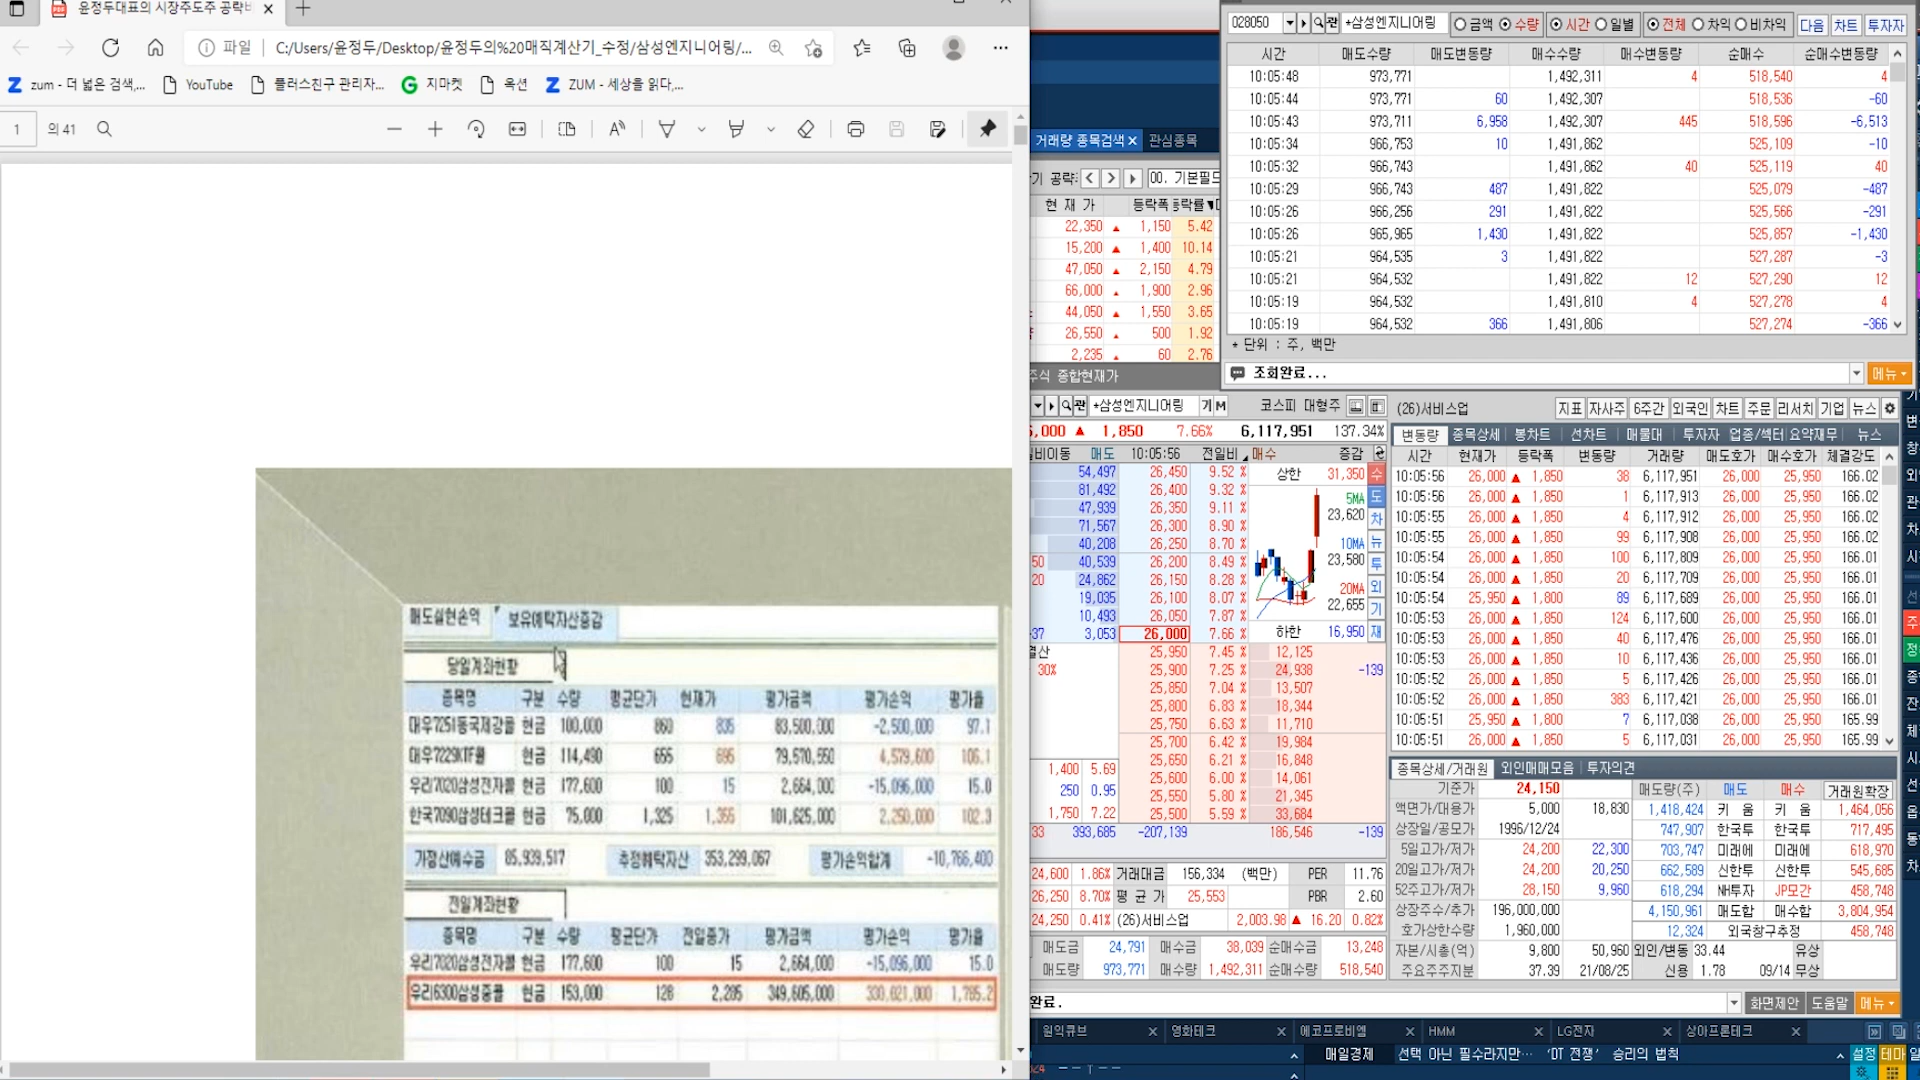 윤정두대표의 시장주도주 공략비
파일 C:/Users/윤정두/Desktop/윤정두의%20매직계산기_수정/삼성엔지니어링/...
zum - 더 넓은 검색,... YouTube 플러스친구 관리자... 지마켓 옥션 ZUM - 세상을 읽다,...
1 의 41
매도실현손익 보유예탁자산증감
당일계좌현황
종목명 구분 수량 평균단가 현재가 평가금액 평가손익 평가율
대우7251동국제강콜 현금 100,000 860 835 83,500,000 -2,500,000 97.1
대우7229KTF콜 현금 114,490 655 695 79,570,550 4,579,600 106.1
우리7020삼성전자콜 현금 177,600 100 15 2,664,000 -15,096,000 15.0
한국7090삼성테크콜 현금 75,000 1,325 1,355 101,625,000 2,250,000 102.3
가정산예수금 85,939,517 추정예탁자산 353,299,067 평가손익합계 -10,766,400
전일계좌현황
종목명 구분 수량 평균단가 전일종가 평가금액 평가손익 평가율
우리7020삼성전자콜 현금 177,600 100 15 2,664,000 -15,096,000 15.0
우리6300삼성중콜 현금 153,000 128 2,285 349,605,000 330,021,000 1,785.2
028050 관 +삼성엔지니어링 금액 수량 시간 일별 전체 차익 비차익 다음 차트 투자자
시간 매도수량 매도변동량 매수수량 매수변동량 순매수 순매수변동량
10:05:48 973,771 1,492,311 4 518,540 4
10:05:44 973,771 60 1,492,307 518,536 -60
10:05:43 973,711 6,958 1,492,307 445 518,596 -6,513
10:05:34 966,753 10 1,491,862 525,109 -10
10:05:32 966,743 1,491,862 40 525,119 40
10:05:29 966,743 487 1,491,822 525,079 -487
10:05:26 966,256 291 1,491,822 525,566 -291
10:05:26 965,965 1,430 1,491,822 525,857 -1,430
10:05:21 964,535 3 1,491,822 527,287 -3
10:05:21 964,532 1,491,822 12 527,290 12
10:05:19 964,532 1,491,810 4 527,278 4
10:05:19 964,532 366 1,491,806 527,274 -366
* 단위 : 주, 백만
조회완료... 메뉴
거래량 종목검색 관심종목
기 공략: 00. 기본필드
현 재 가 등락폭 등락률
22,350 ▲ 1,150 5.42
15,200 ▲ 1,400 10.14
47,050 ▲ 2,150 4.79
66,000 ▲ 1,900 2.96
44,050 ▲ 1,550 3.65
26,550 ▲ 500 1.92
2,235 ▲ 60 2.76
주식 종합현재가
관 +삼성엔지니어링 기 M 코스피 대형주
6,000 ▲ 1,850 7.66% 6,117,951 137.34%
비이동 매도 10:05:56 전일비 매수 증감
54,497 26,450 9.52 % 상한 31,350 수
81,492 26,400 9.32 % 5MA 도
47,939 26,350 9.11 % 23,620 차
71,567 26,300 8.90 %
40,208 26,250 8.70 % 10MA 뉴
50 40,539 26,200 8.49 % 23,580 투
20 24,862 26,150 8.28 % 20MA 외
19,035 26,100 8.07 % 22,655
10,493 26,050 7.87 % 기
37 3,053 26,000 7.66 % 하한 16,950 재
25,950 7.45 % 12,125
30% 25,900 7.25 % 24,938 -139
25,850 7.04 % 13,507
25,800 6.83 % 18,344
25,750 6.63 % 11,710
25,700 6.42 % 19,984
25,650 6.21 % 16,848
1,400 5.69 25,600 6.00 % 14,061
250 0.95 25,550 5.80 % 21,345
1,750 7.22 25,500 5.59 % 33,684
33 393,685 -207,139 186,546 -139
24,600 1.86% 거래대금 156,334 (백만) PER 11.76
26,250 8.70% 평 균 가 25,553 PBR 2.60
24,250 0.41% (26)서비스업 2,003.98 ▲ 16.20 0.82%
매도금 24,791 매수금 38,039 순매수금 13,248
매도량 973,771 매수량 1,492,311 순매수량 518,540
(26)서비스업 지표 자사주 6주간 외국인 차트 주문 리서치 기업 뉴스
변동량 종목상세 봉차트 선차트 매물대 투자자 업종/섹터 요약재무 뉴스
시간 현재가 등락폭 변동량 거래량 매도호가 매수호가 체결강도
10:05:56 26,000 ▲ 1,850 38 6,117,951 26,000 25,950 166.02
10:05:56 26,000 ▲ 1,850 1 6,117,913 26,000 25,950 166.02
10:05:55 26,000 ▲ 1,850 4 6,117,912 26,000 25,950 166.02
10:05:55 26,000 ▲ 1,850 99 6,117,908 26,000 25,950 166.02
10:05:54 26,000 ▲ 1,850 100 6,117,809 26,000 25,950 166.01
10:05:54 26,000 ▲ 1,850 20 6,117,709 26,000 25,950 166.01
10:05:54 25,950 ▲ 1,800 89 6,117,689 26,000 25,950 166.01
10:05:53 26,000 ▲ 1,850 124 6,117,600 26,000 25,950 166.01
10:05:53 26,000 ▲ 1,850 40 6,117,476 26,000 25,950 166.01
10:05:53 26,000 ▲ 1,850 10 6,117,436 26,000 25,950 166.01
10:05:52 26,000 ▲ 1,850 5 6,117,426 26,000 25,950 166.01
10:05:52 26,000 ▲ 1,850 383 6,117,421 26,000 25,950 166.01
10:05:51 25,950 ▲ 1,800 7 6,117,038 26,000 25,950 165.99
10:05:51 26,000 ▲ 1,850 5 6,117,031 26,000 25,950 165.99
종목상세/거래원 외인매매모음 투자의견
기준가 24,150 매도량(주) 매도 매수 거래원확장
액면가/대용가 5,000 18,830 1,418,424 키 움 키 움 1,464,056
상장일/공모가 1996/12/24 747,907 한국투 한국투 717,495
5일고가/저가 24,200 22,300 703,747 미래에 미래에 618,970
20일고가/저가 24,200 20,250 662,589 신한투 신한투 545,685
52주고가/저가 28,150 9,960 618,294 NH투자 JP모간 458,748
상장주수/추가 196,000,000 4,150,961 매도합 매수합 3,804,954
호가상한수량 1,960,000 12,324 외국창구추정 458,748
자본/시총(억) 9,800 50,960 외인/변동 33.44 유상
주요주주지분 37.39 21/08/25 신용 1.78 09/14 무상
완료. 화면제안 도움말 메뉴
원익큐브 영화테크 에코프로비엠 HMM LG전자 상아프론테크
매일경제 선택 아닌 필수라지만… 'DT 전쟁' 승리의 법칙 설정 테마